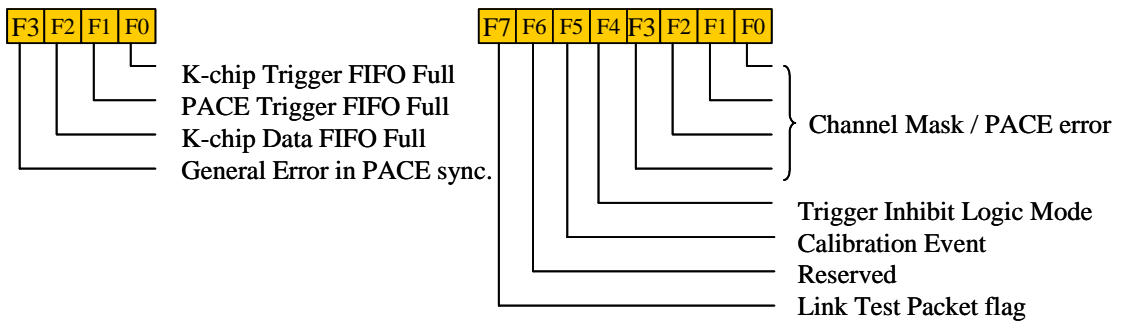 F3 F2 F1 F0
K-chip Trigger FIFO Full
PACE Trigger FIFO Full
K-chip Data FIFO Full
General Error in PACE sync.
F7 F6 F5 F4 F3 F2 F1 F0
Channel Mask / PACE error
Trigger Inhibit Logic Mode
Calibration Event
Reserved
Link Test Packet flag